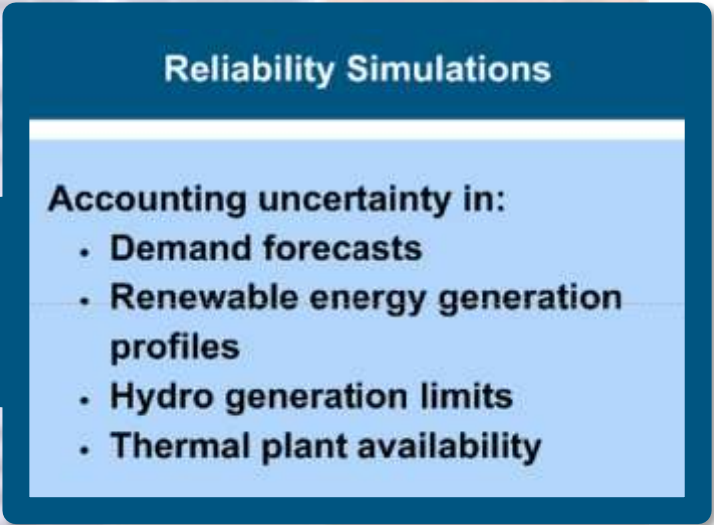 Reliability Simulations
Accounting uncertainty in:
• Demand forecasts
• Renewable energy generation
profiles
• Hydro generation limits
• Thermal plant availability